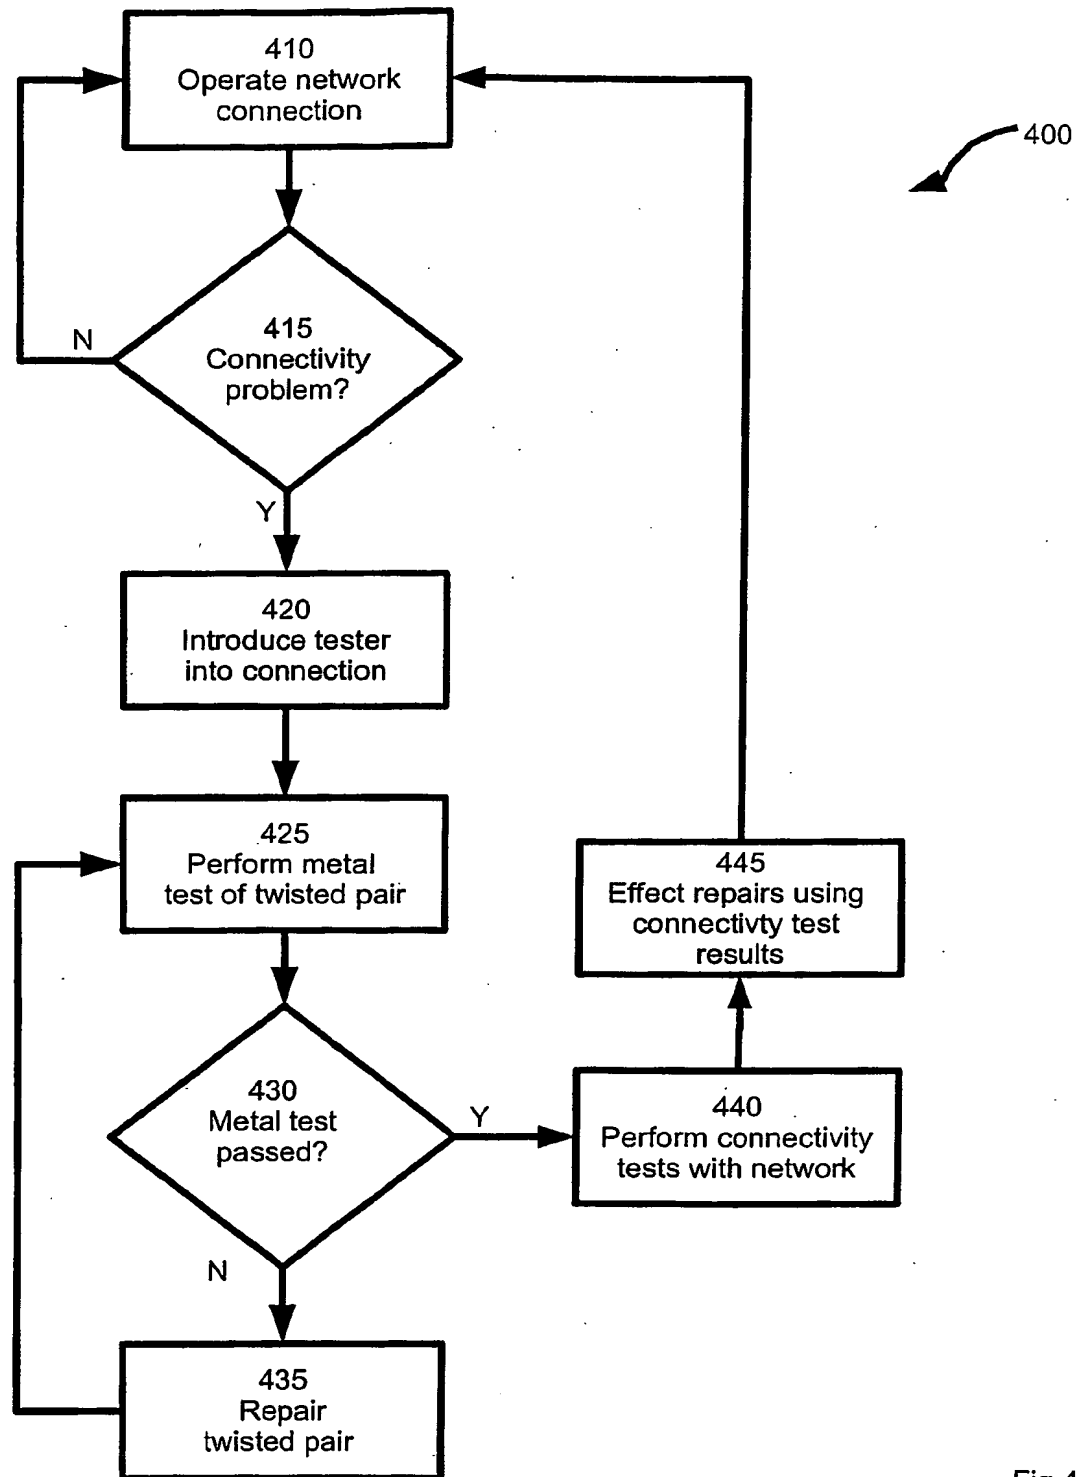 410
Operate network
connection
400
N
415
Connectivity
problem?
Y
420
Introduce tester
into connection
425
Perform metal
test of twisted pair
445
Effect repairs using
connectivty test
results
430
Metal test
passed?
Y
440
Perform connectivity
tests with network
N
435
Repair
twisted pair